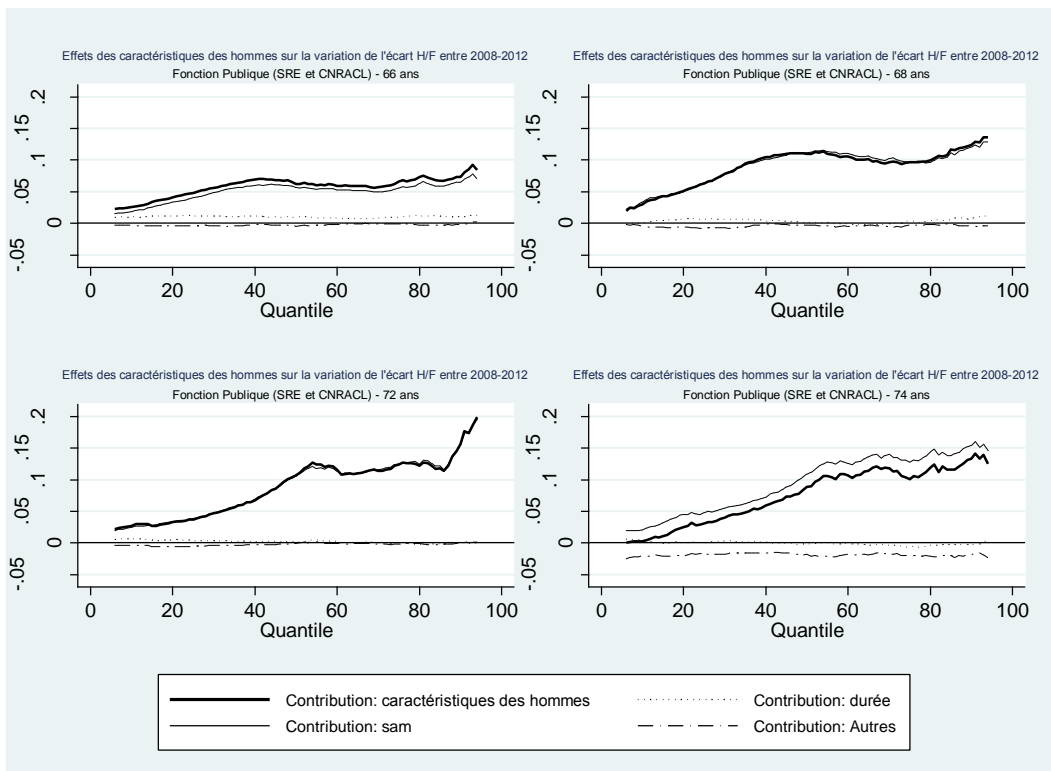 Effets des caractéristiques des hommes sur la variation de l'écart H/F entre 2008-2012
Fonction Publique (SRE et CNRACL) - 66 ans
.2
.15
.1
.05
0
-.05
0 20 40 60 80 100
Quantile
Effets des caractéristiques des hommes sur la variation de l'écart H/F entre 2008-2012
Fonction Publique (SRE et CNRACL) - 68 ans
.2
.15
.1
.05
0
-.05
0 20 40 60 80 100
Quantile
Effets des caractéristiques des hommes sur la variation de l'écart H/F entre 2008-2012
Fonction Publique (SRE et CNRACL) - 72 ans
.2
.15
.1
.05
0
-.05
0 20 40 60 80 100
Quantile
Effets des caractéristiques des hommes sur la variation de l'écart H/F entre 2008-2012
Fonction Publique (SRE et CNRACL) - 74 ans
.2
.15
.1
.05
0
-.05
0 20 40 60 80 100
Quantile
Contribution: caractéristiques des hommes
Contribution: durée
Contribution: sam
Contribution: Autres